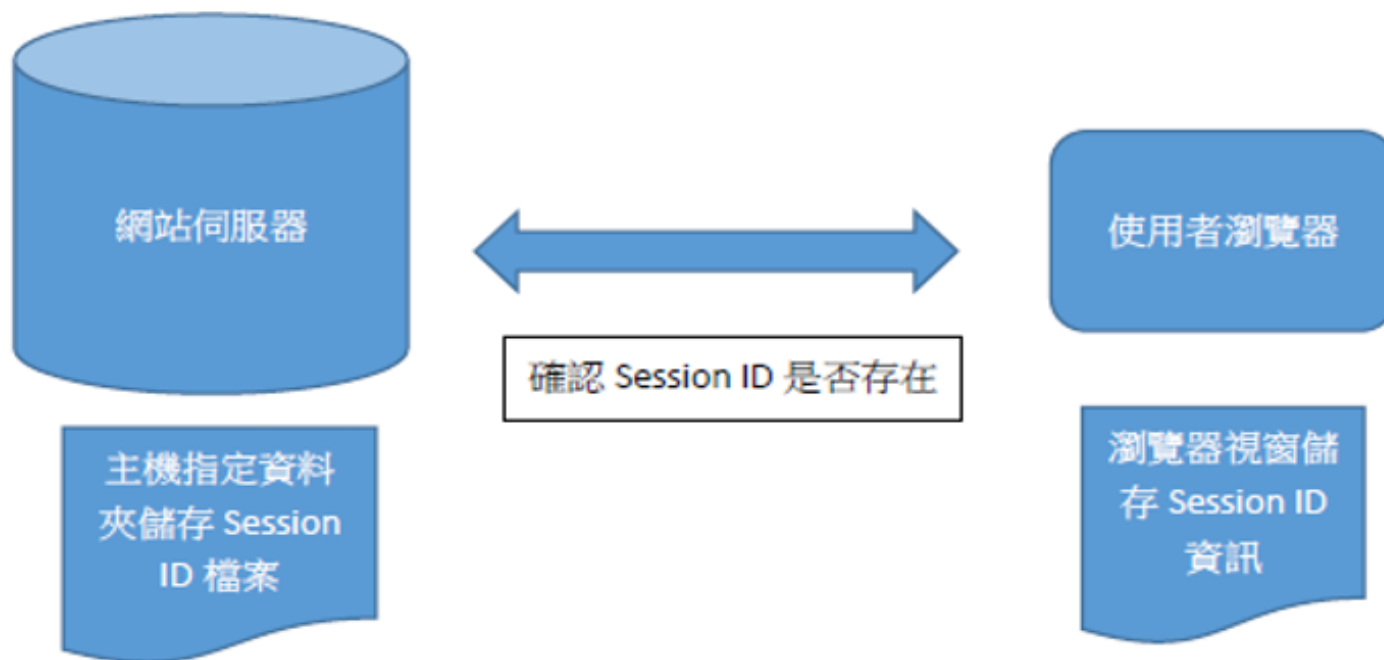 網站伺服器
使用者瀏覽器
確認 Session ID 是否存在
主機指定資料
夾儲存 Session
ID 檔案
瀏覽器視窗儲
存 Session ID
資訊